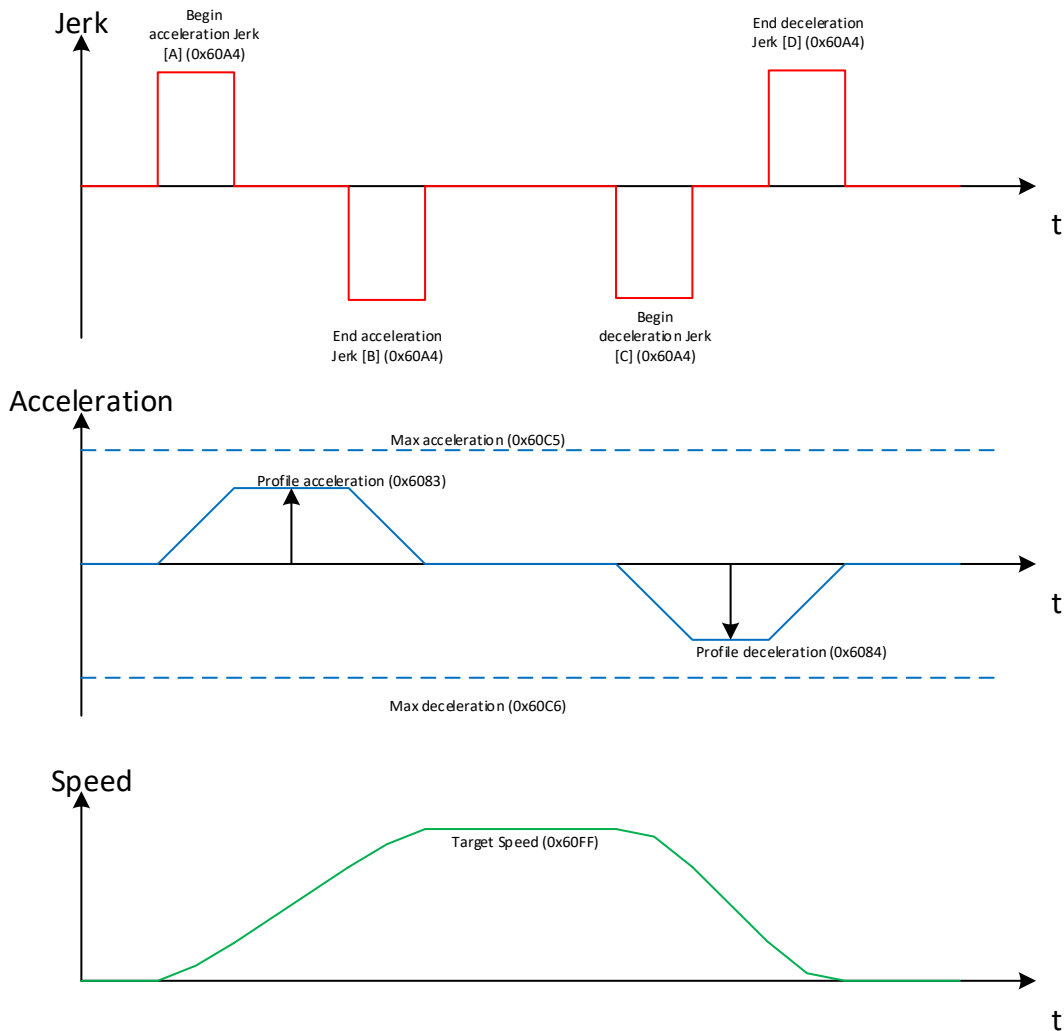 Jerk
Begin
acceleration Jerk
[A] (0x60A4)
End deceleration
Jerk [D] (0x60A4)
t
End acceleration
Jerk [B] (0x60A4)
Begin
deceleration Jerk
[C] (0x60A4)
Acceleration
Max acceleration (0x60C5)
Profile acceleration (0x6083)
t
Profile deceleration (0x6084)
Max deceleration (0x60C6)
Speed
Target Speed (0x60FF)
t